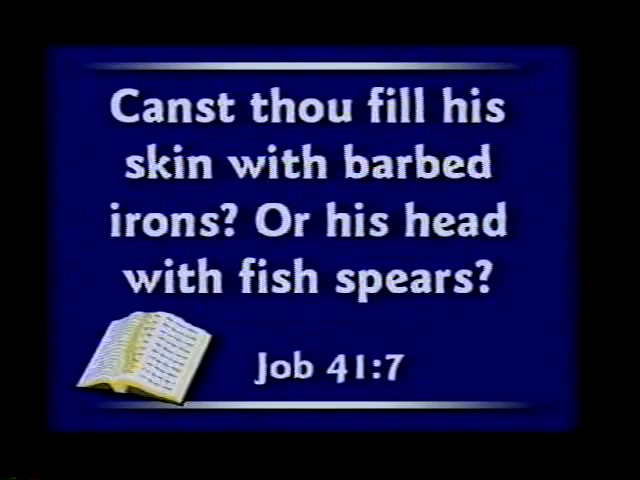 Canst thou fill his
skin with barbed
irons? Or his head
with fish spears?
Job 41:7